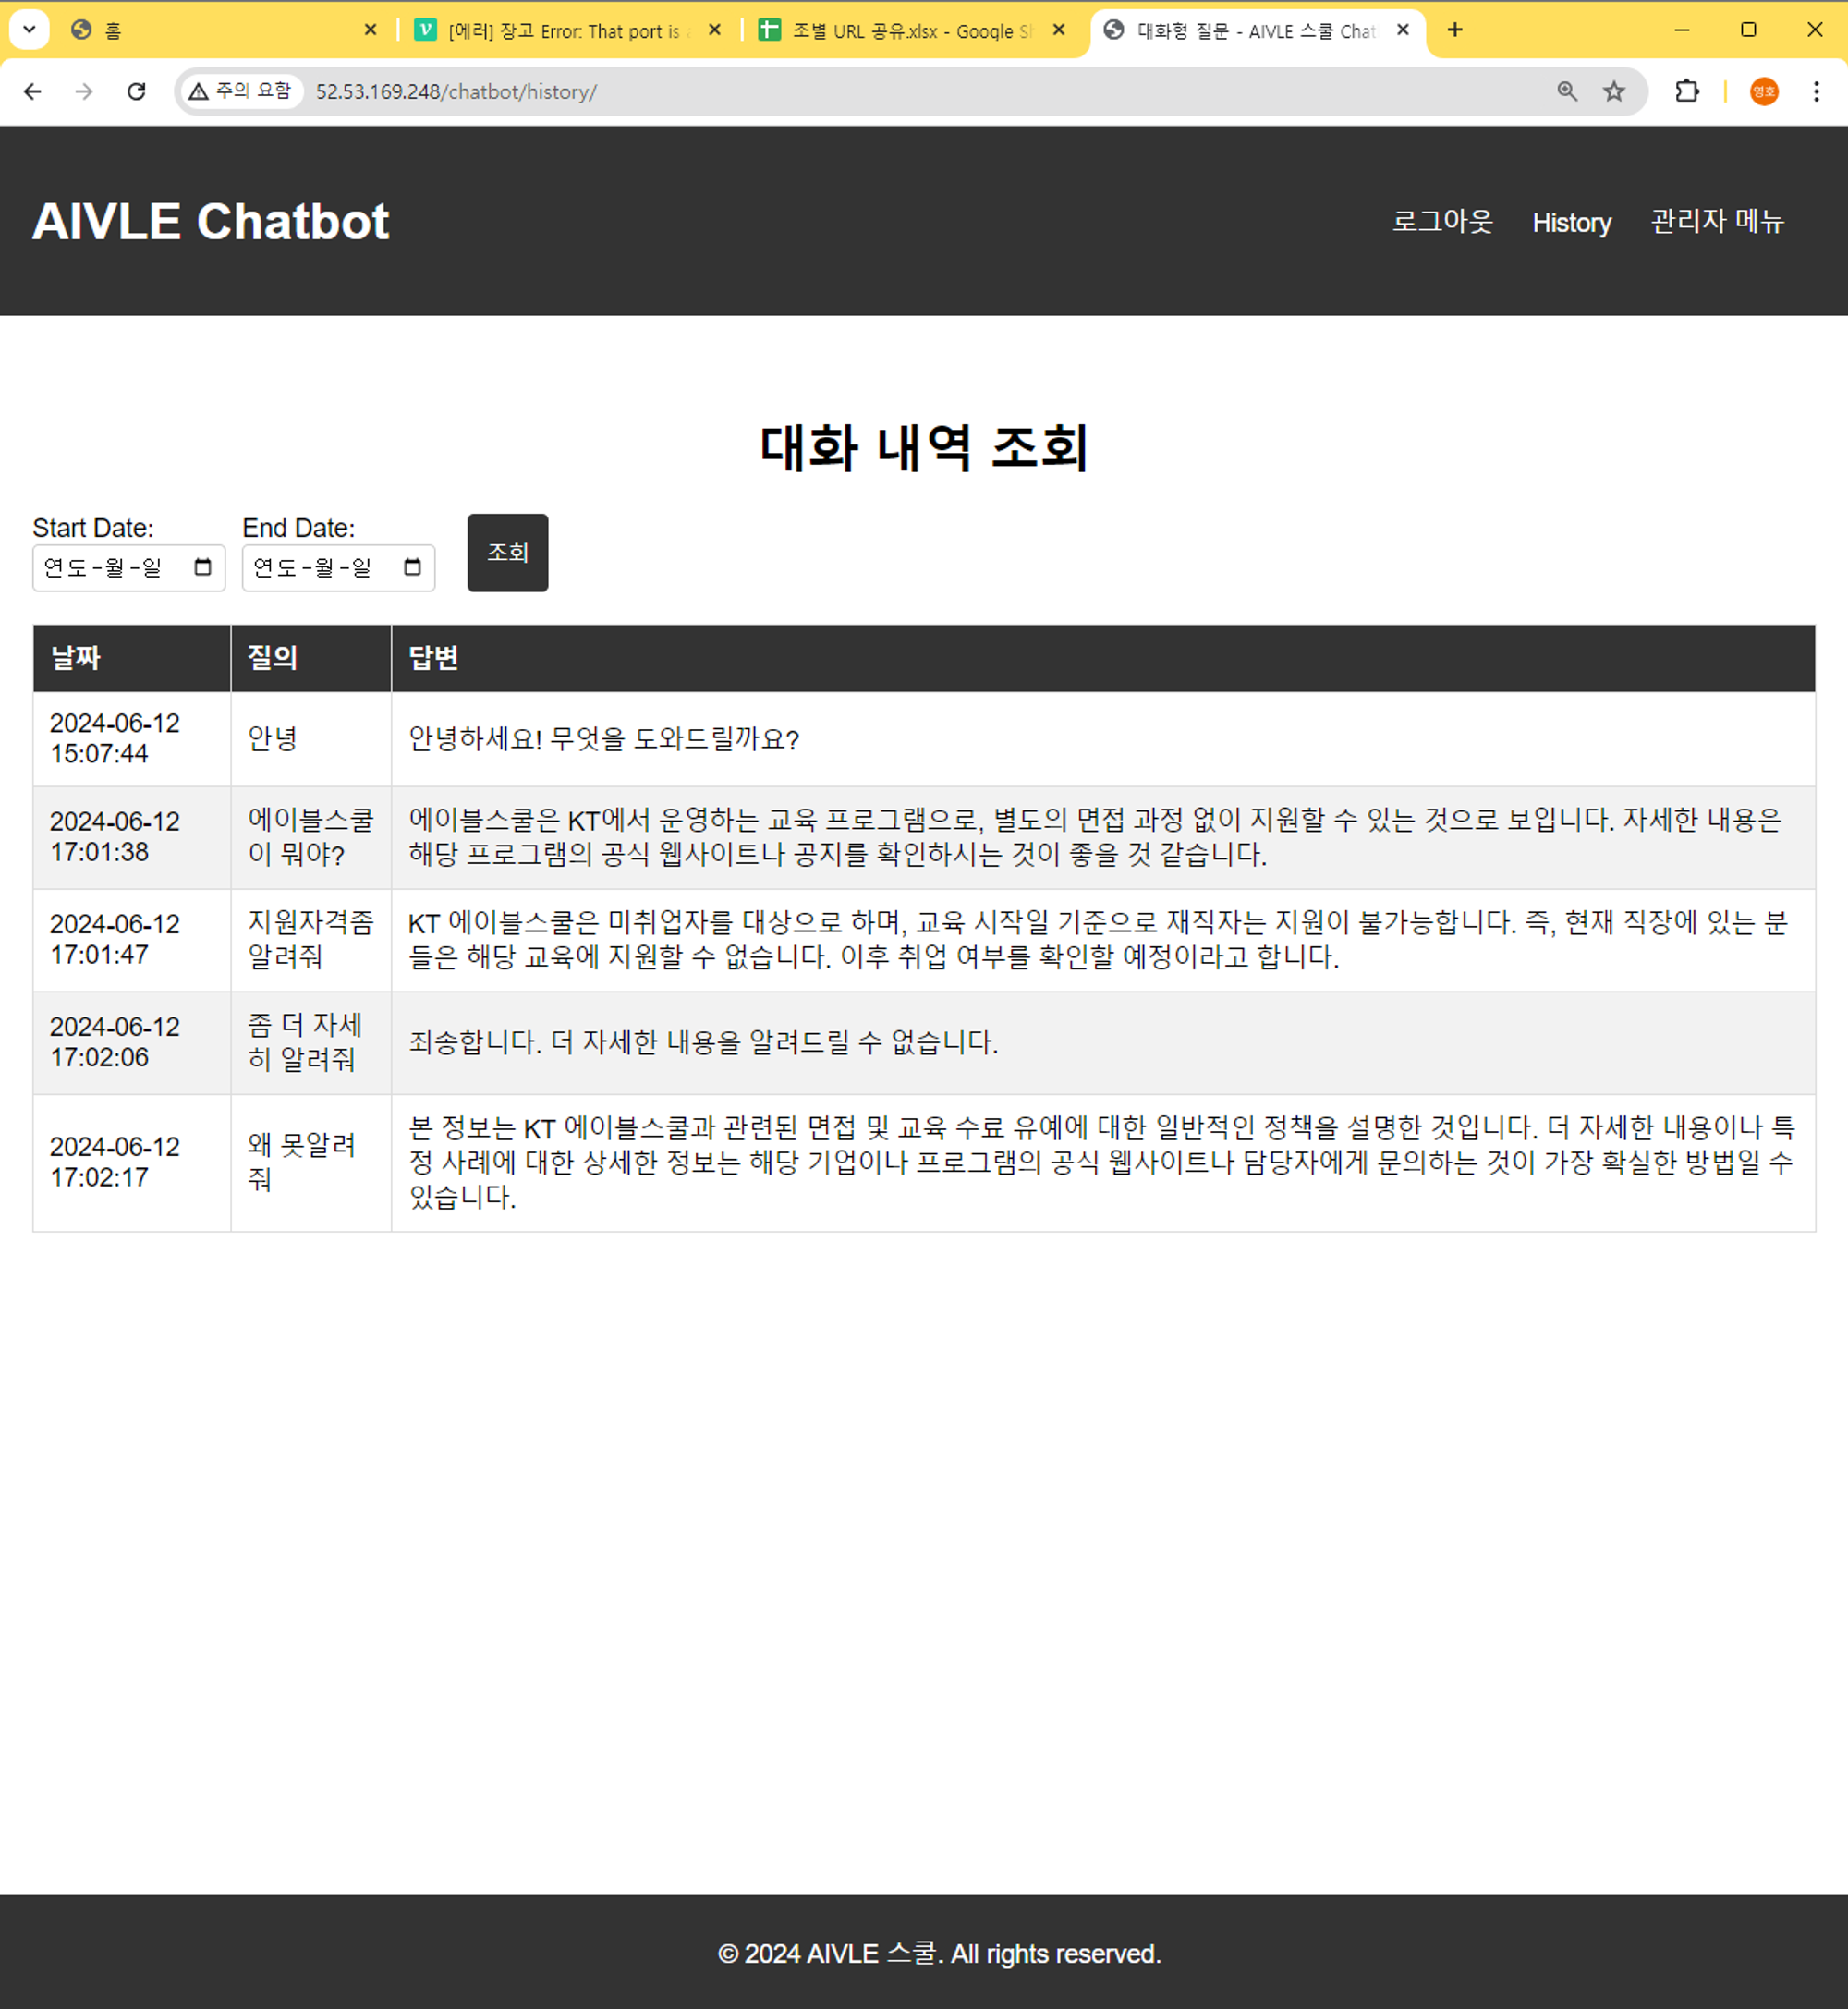 홈
[에러] 장고 Error: That port is
조별 URL 공유.xlsx - Google Sh
대화형 질문 - AIVLE 스쿨 Chat
주의 요함
52.53.169.248/chatbot/history/
영호
AIVLE Chatbot
로그아웃
History
관리자 메뉴
대화 내역 조회
Start Date:
End Date:
연도-월-일
연도-월-일
조회
날짜
질의
답변
2024-06-12
15:07:44
안녕
안녕하세요! 무엇을 도와드릴까요?
2024-06-12
17:01:38
에이블스쿨
이 뭐야?
에이블스쿨은 KT에서 운영하는 교육 프로그램으로, 별도의 면접 과정 없이 지원할 수 있는 것으로 보입니다. 자세한 내용은
해당 프로그램의 공식 웹사이트나 공지를 확인하시는 것이 좋을 것 같습니다.
2024-06-12
17:01:47
지원자격좀
알려줘
KT 에이블스쿨은 미취업자를 대상으로 하며, 교육 시작일 기준으로 재직자는 지원이 불가능합니다. 즉, 현재 직장에 있는 분
들은 해당 교육에 지원할 수 없습니다. 이후 취업 여부를 확인할 예정이라고 합니다.
2024-06-12
17:02:06
좀 더 자세
히 알려줘
죄송합니다. 더 자세한 내용을 알려드릴 수 없습니다.
2024-06-12
17:02:17
왜 못알려
줘
본 정보는 KT 에이블스쿨과 관련된 면접 및 교육 수료 유예에 대한 일반적인 정책을 설명한 것입니다. 더 자세한 내용이나 특
정 사례에 대한 상세한 정보는 해당 기업이나 프로그램의 공식 웹사이트나 담당자에게 문의하는 것이 가장 확실한 방법일 수
있습니다.
© 2024 AIVLE 스쿨. All rights reserved.